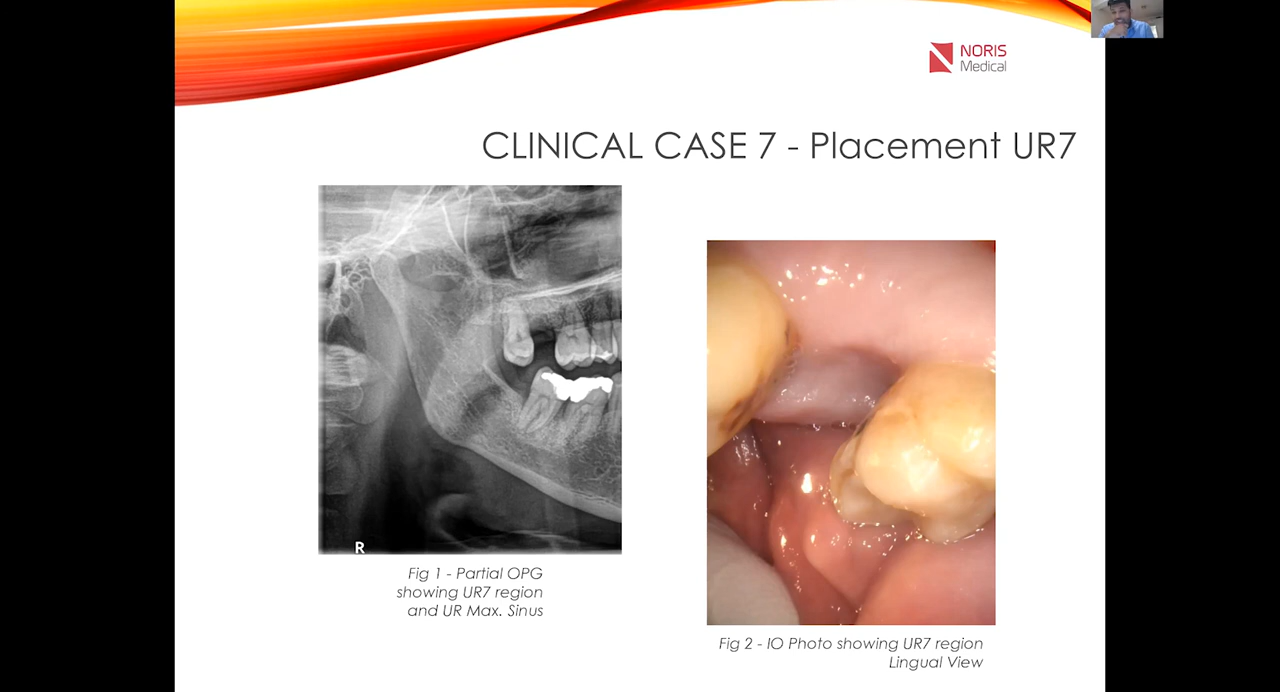 NORIS
Medical
CLINICAL CASE 7 - Placement UR7
R
Fig 1 - Partial OPG
showing UR7 region
and UR Max. Sinus
Fig 2 - IO Photo showing UR7 region
Lingual View